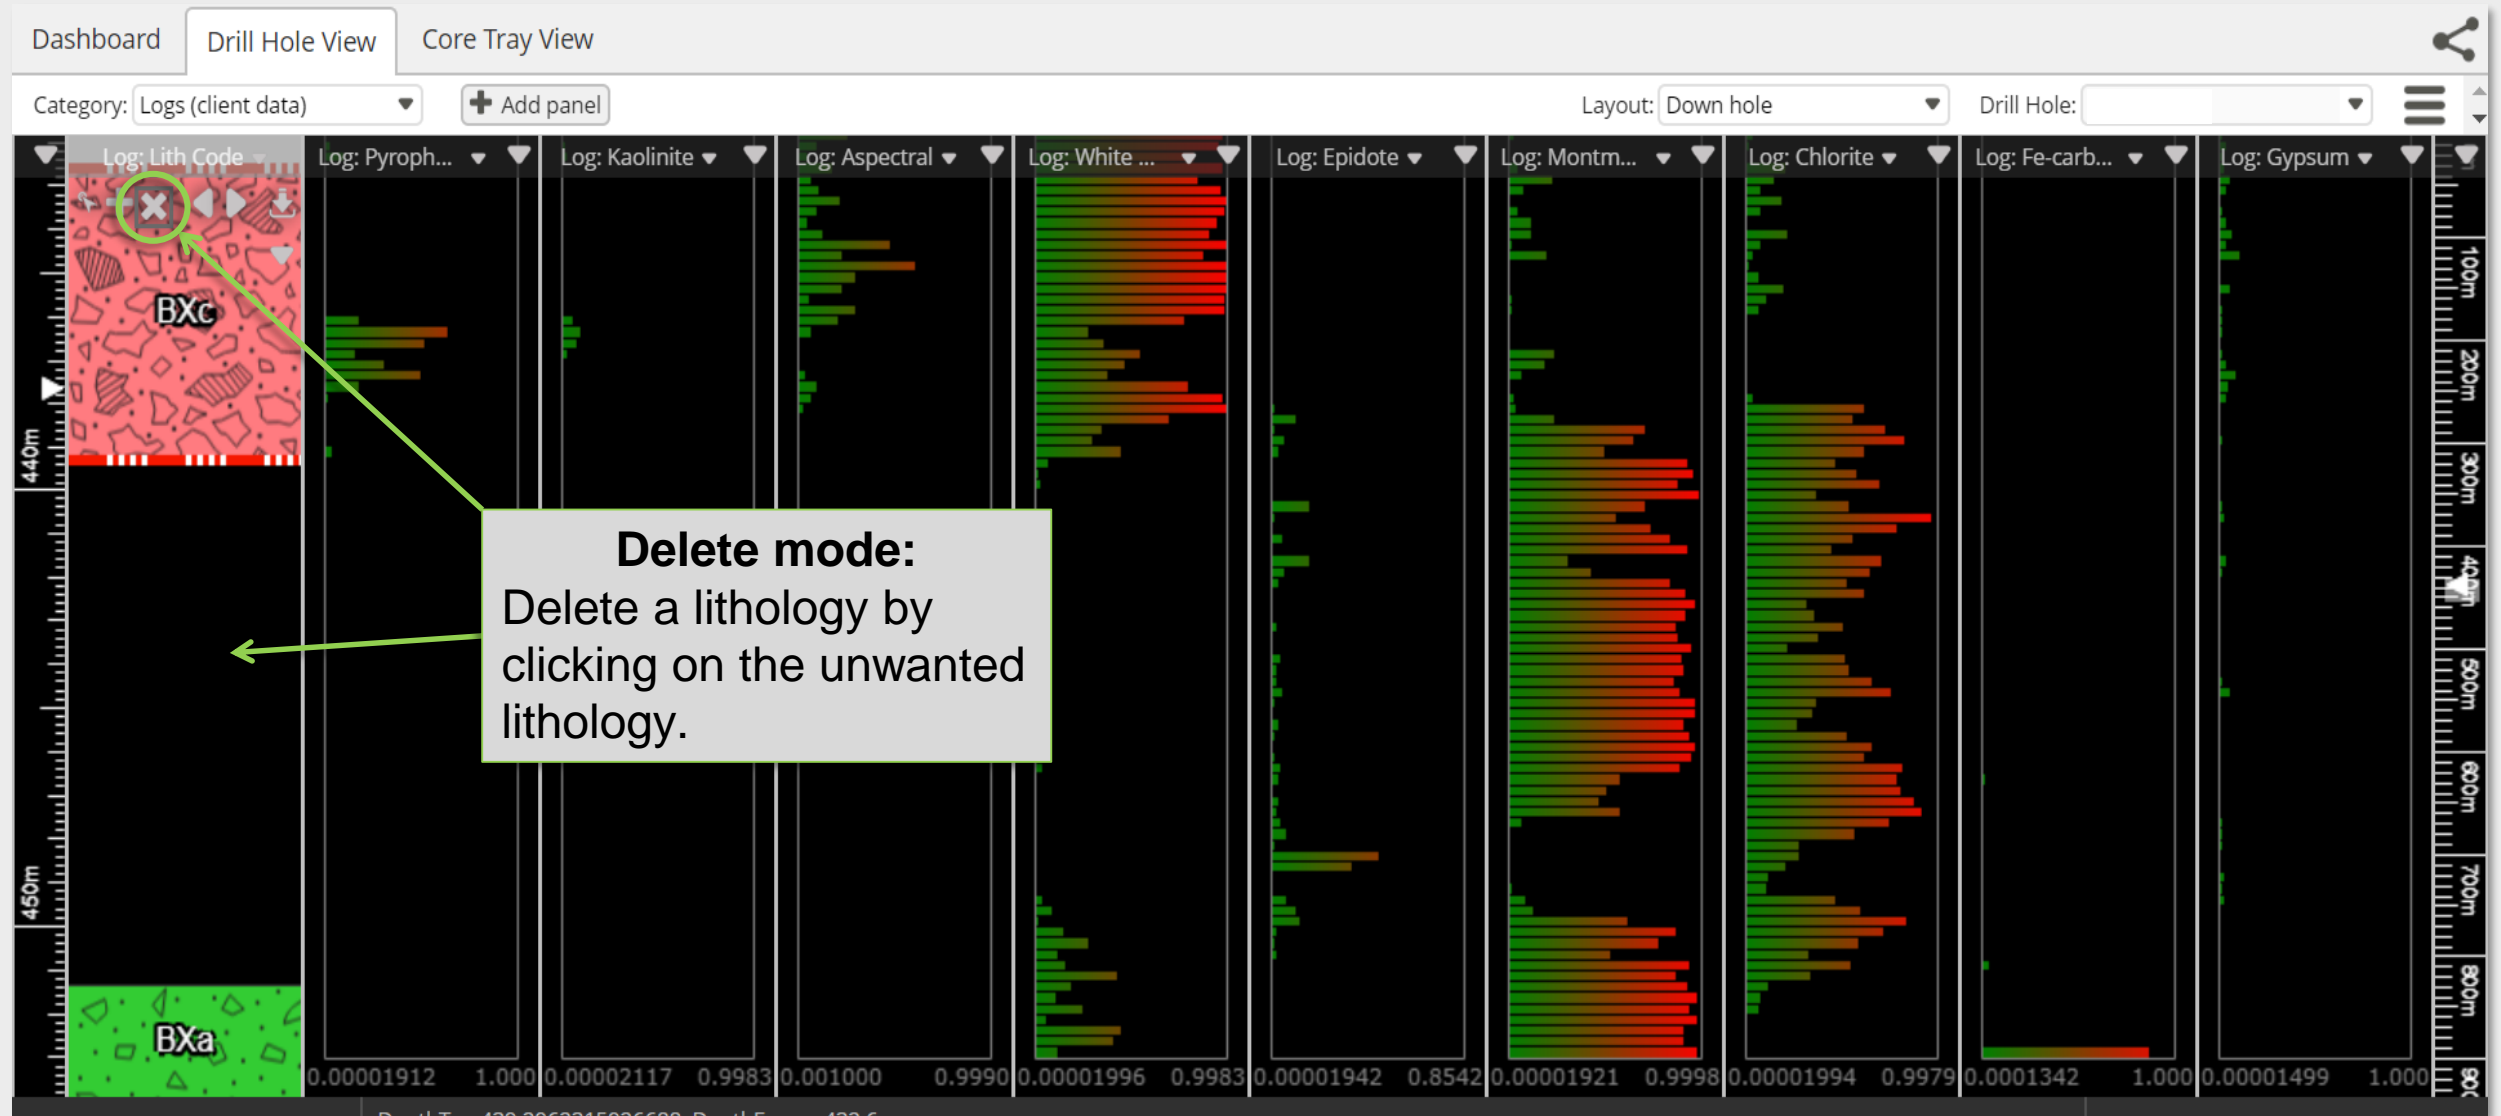 Dashboard
Drill Hole View
Core Tray View
Category: Logs (client data)
Add panel
Layout: Down hole
Drill Hole:
Log: Lith Code
Log: Pyroph...
Log: Kaolinite
Log: Aspectral
Log: White ...
Log: Epidote
Log: Montm...
Log: Chlorite
Log: Fe-carb...
Log: Gypsum
BXc
440m
450m
BXa
Delete mode:
Delete a lithology by
clicking on the unwanted
lithology.
100m
200m
300m
400m
500m
600m
700m
800m
0.00001912 1.000
0.00002117 0.9983
0.001000 0.9990
0.00001996 0.9983
0.00001942 0.8542
0.00001921 0.9998
0.00001994 0.9979
0.0001342 1.000
0.00001499 1.000